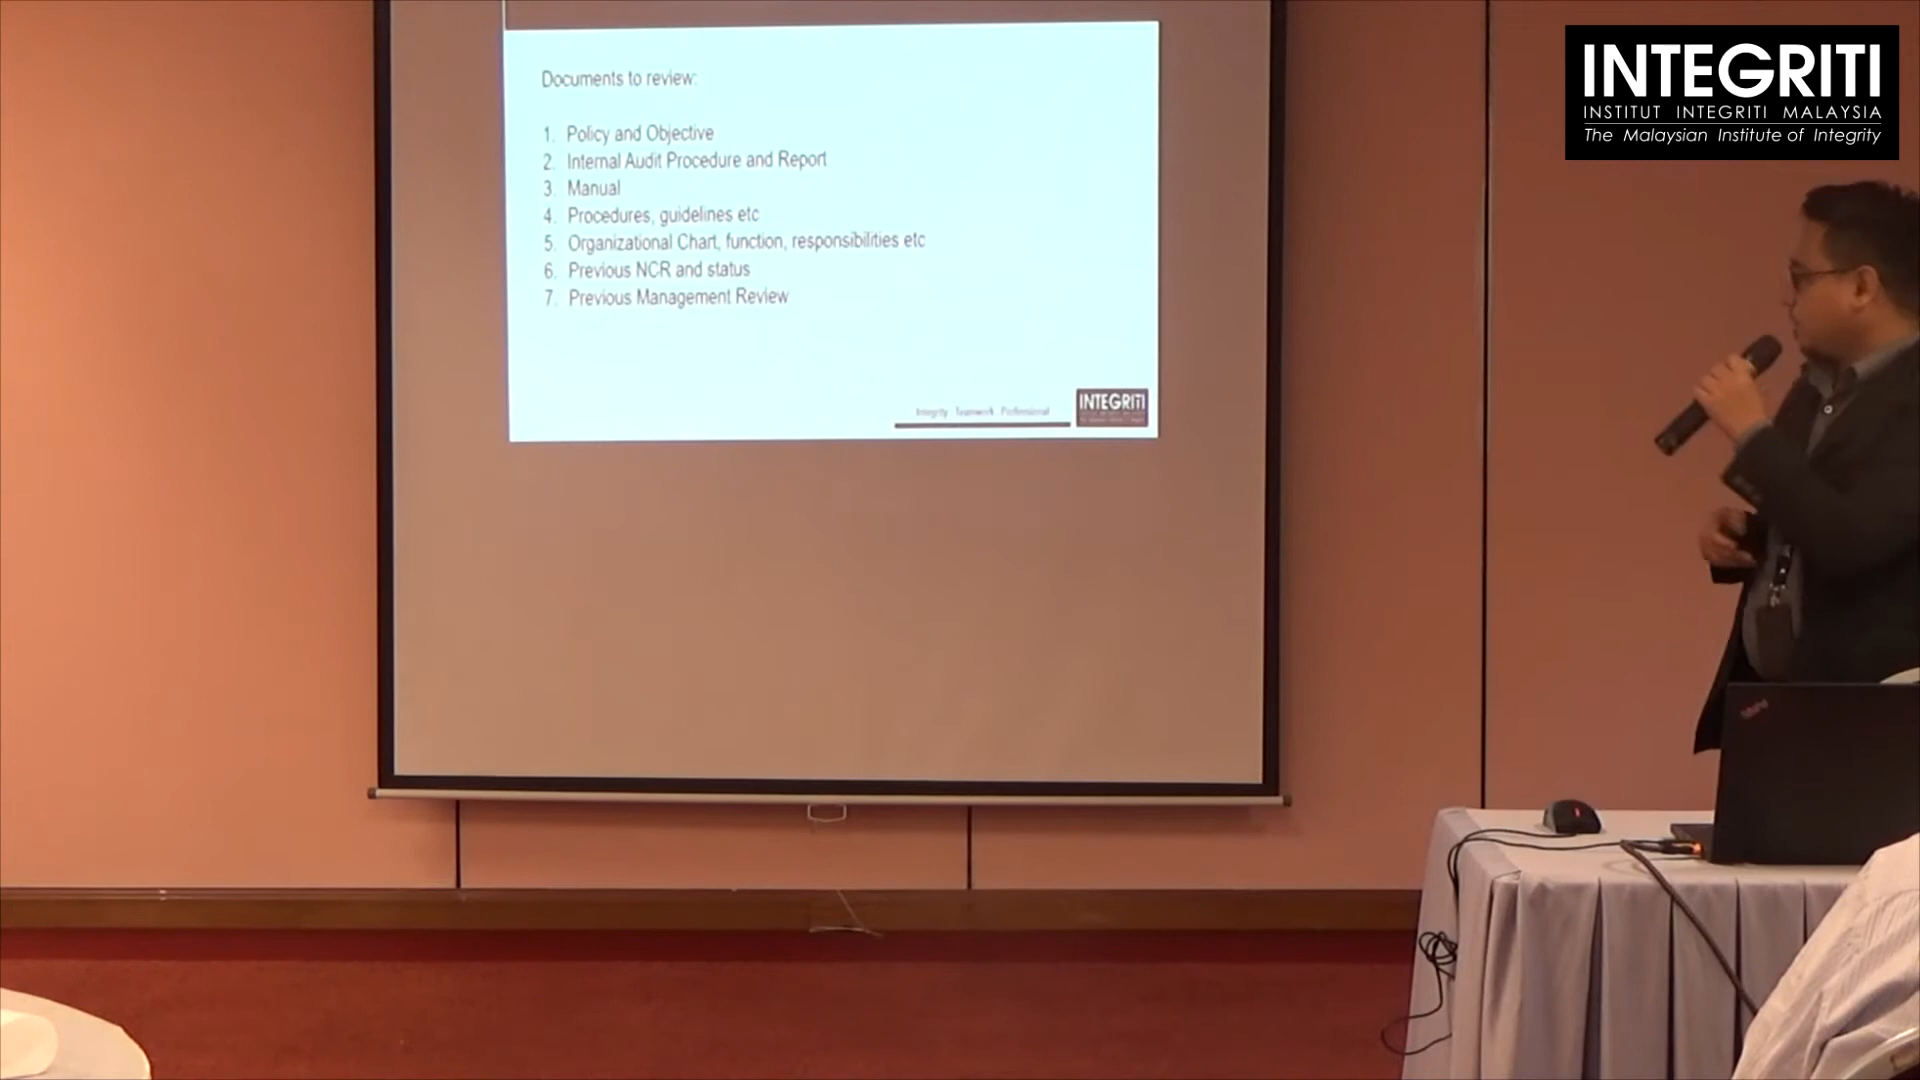 INTEGRITI
INSTITUT INTEGRITI MALAYSIA
The Malaysian Institute of Integrity
Documents to review:
1. Policy and Objective
2. Internal Audit Procedure and Report
3. Manual
4. Procedures, guidelines etc
5. Organizational Chart, function, responsibilities etc
6. Previous NCR and status
7. Previous Management Review
Integrity Teamwork Professional
INTEGRITI